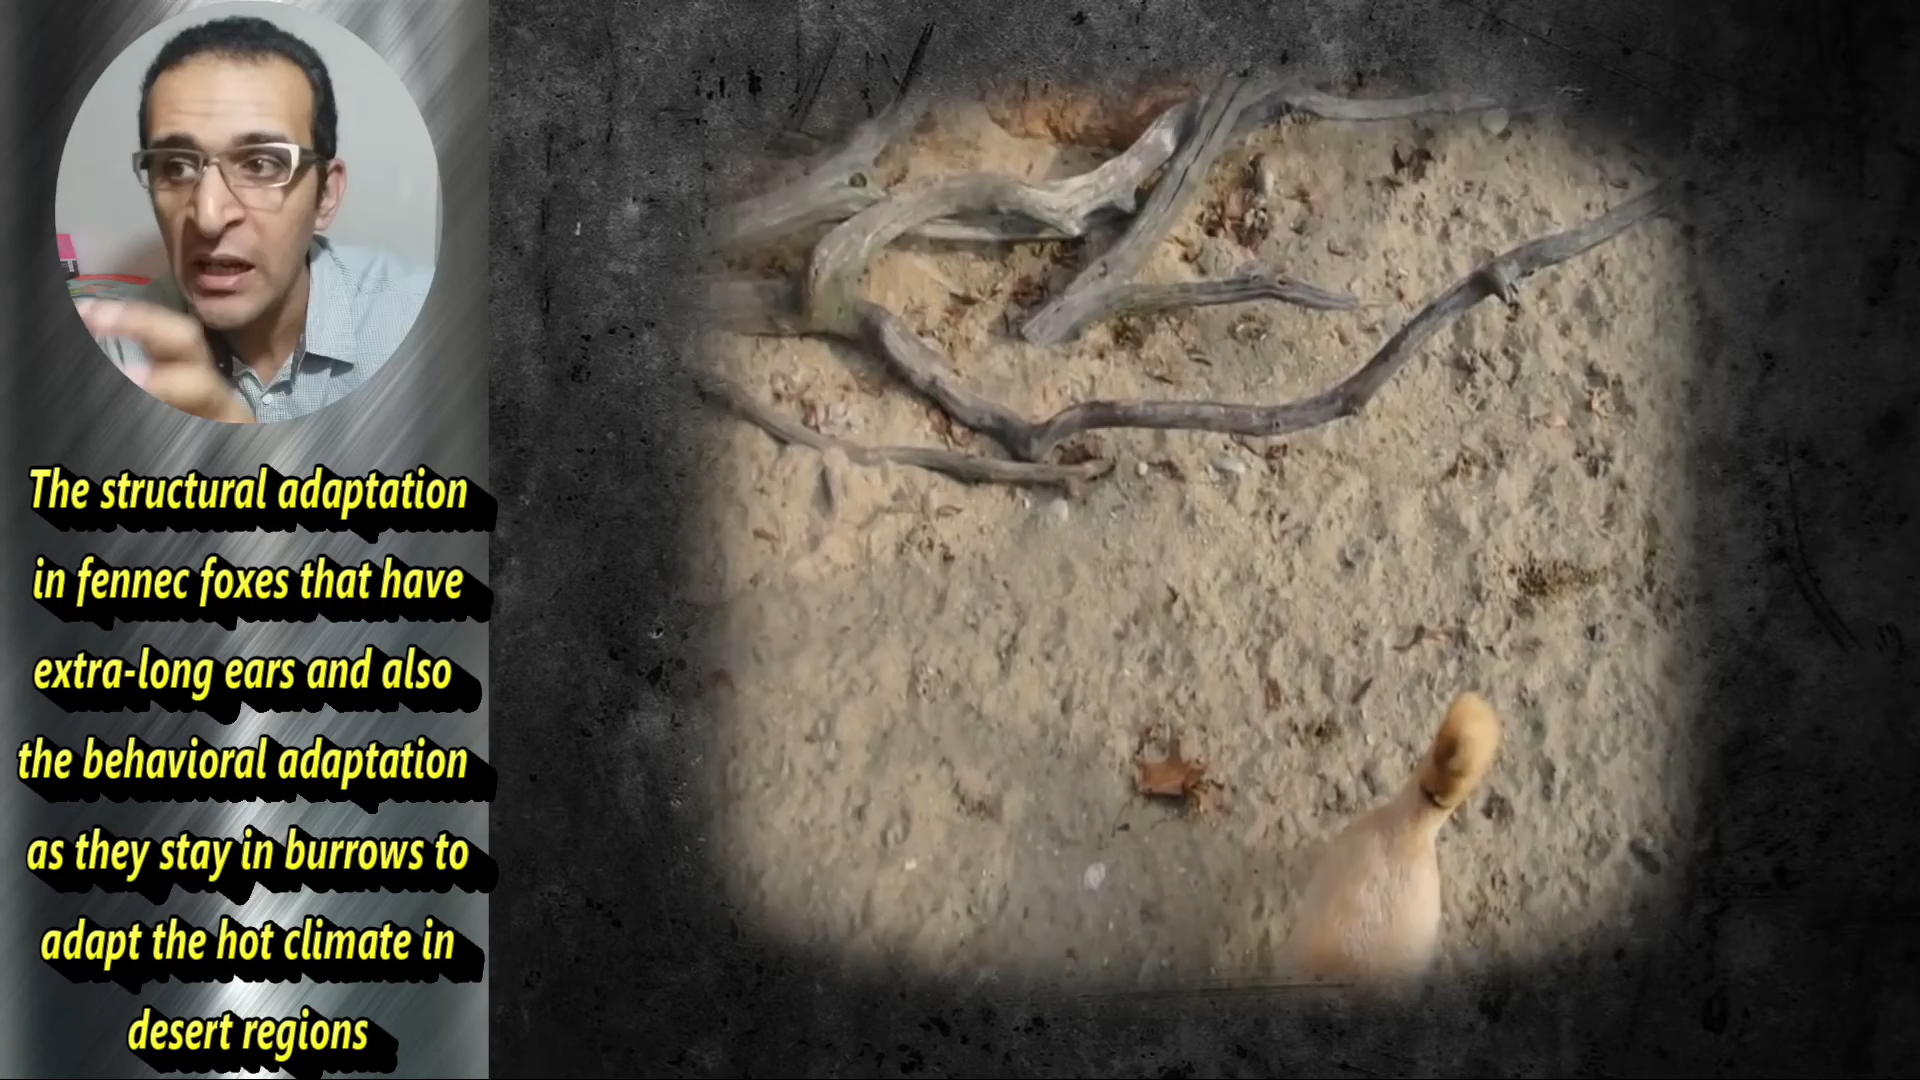 The structural adaptation
in fennec foxes that have
extra-long ears and also
the behavioral adaptation
as they stay in burrows to
adapt the hot climate in
desert regions